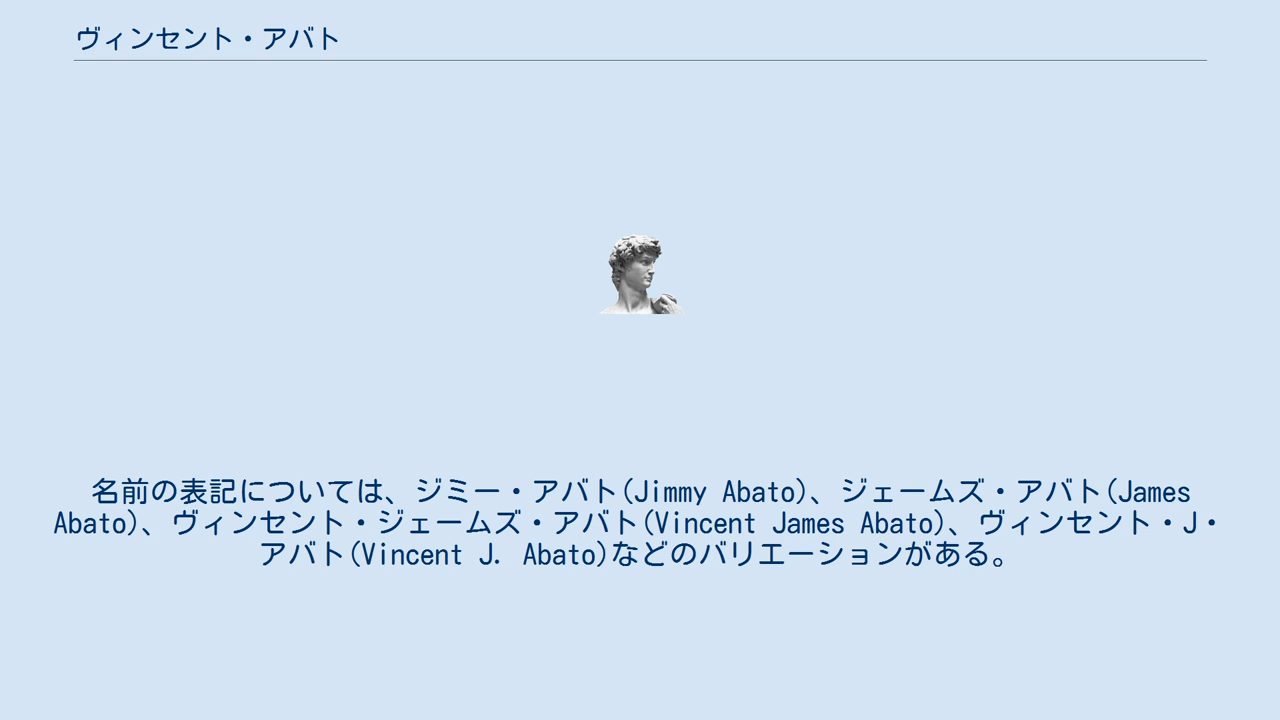 ヴィンセント・アバト
名前の表記については、ジミー・アバト(Jimmy Abato)、ジェームズ・アバト(James
Abato)、ヴィンセント・ジェームズ・アバト(Vincent James Abato)、ヴィンセント・J・
アバト(Vincent J. Abato)などのバリエーションがある。